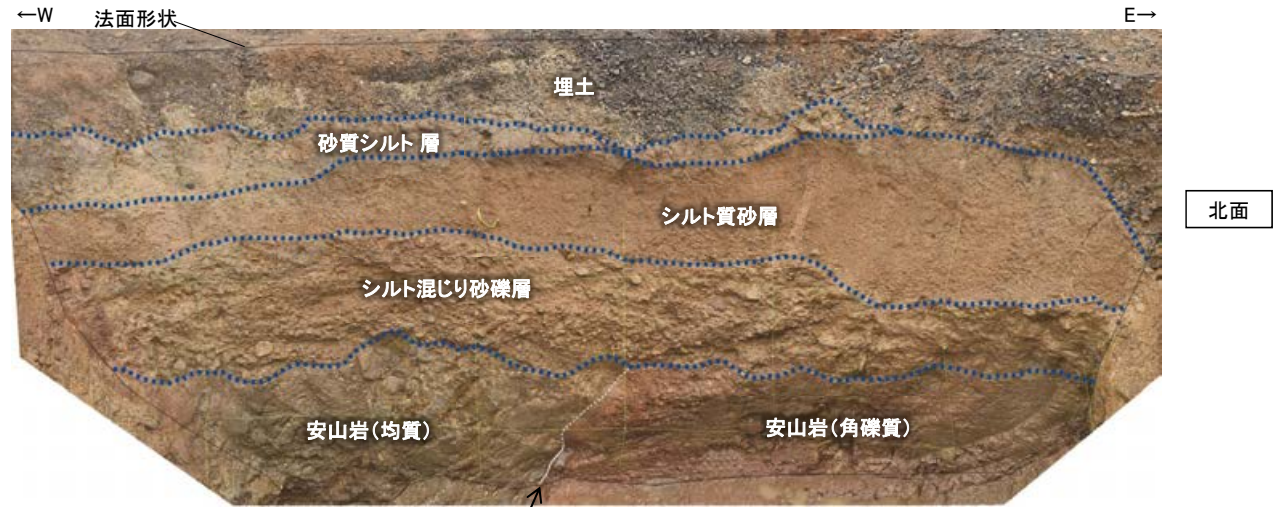 ←W
法面形状
E→
埋土
砂質シルト 層
シルト質砂層
北面
シルト混じり砂礫層
安山岩(均質)
安山岩(角礫質)